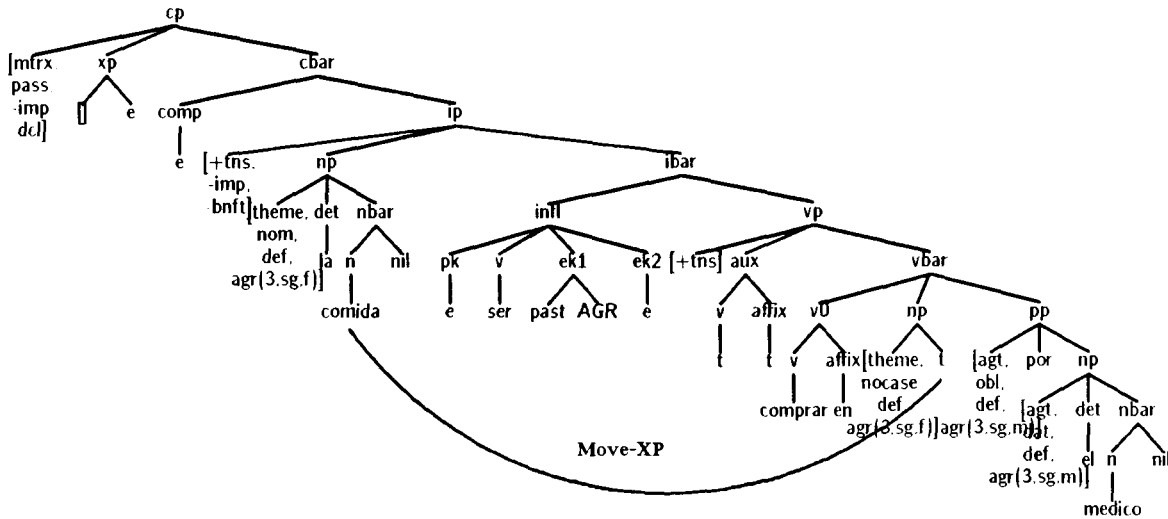 cp
[mtrx. xp cbar
pass
-imp e comp ip
dcl]
e [+tns. np ibar
-imp,
bnft] [theme, det nbar infl vp
nom,
def, la n nil pk v ek1 ek2 [+tns] aux vbar
agr(3.sg.f)]
comida e ser past AGR e v affix v0 np pp
t t v affix [theme, t [agt, por np
nocase obl,
comprar en def, def, [agt. det nbar
agr(3.sg.f)] agr(3.sg.m)] dat,
Move-XP def, el n nil
agr(3.sg.m)]
medico